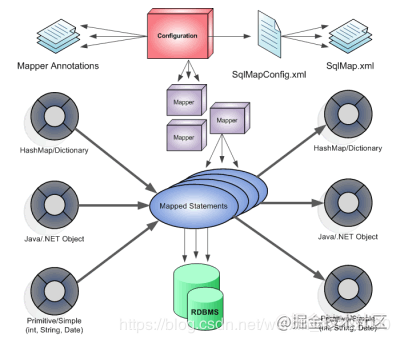 Configuration
Mapper Annotations
SqlMapConfig.xml
SqlMap.xml
Mapper
Mapper
Mapper
HashMap/Dictionary
HashMap/Dictionary
Mapped Statements
Java/.NET Object
Java/.NET Object
RDBMS
Primitive/Simple
(int, String, Date)
(int, String, Date)
https://blog.csdn.net/w
@掘金技术社区